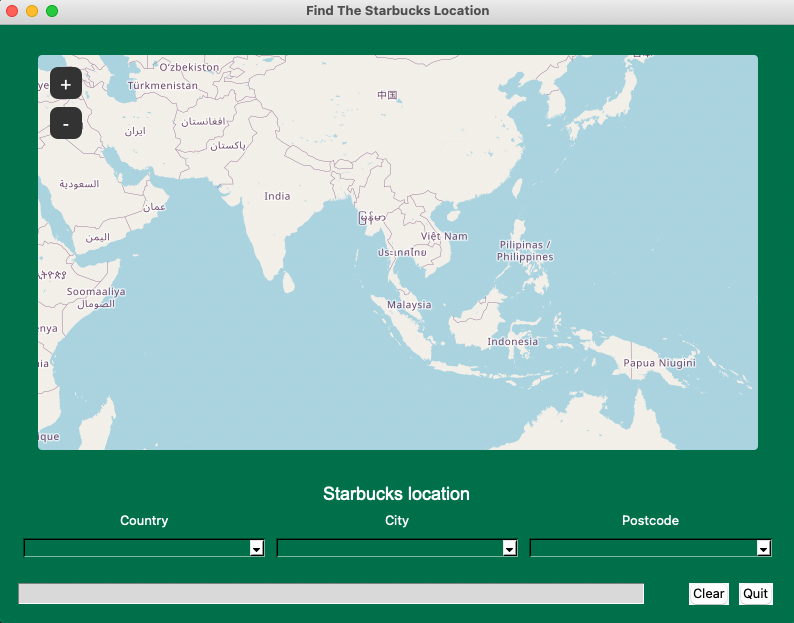 Find The Starbucks Location
+
-
O'zbekiston
Türkmenistan
中国
ایران
افغانستان
پاکستان
السعودية
India
عمان
မြန်မာ
اليمن
Việt Nam
Pilipinas /
Philippines
ประเทศไทย
Soomaaliya
الصومال
Malaysia
enya
Indonesia
Papua Niugini
ique
Starbucks location
Country
City
Postcode
Clear
Quit